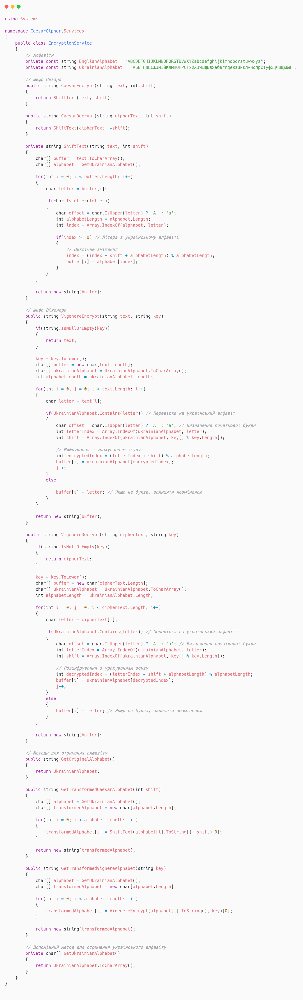 using System;
namespace CaesarCipher.Services
{
public class EncryptionService
{
// Алфавіти
private const string EnglishAlphabet = "ABCDEFGHIJKLMNOPQRSTUVWXYZabcdefghijklmnopqrstuvwxyz";
private const string UkrainianAlphabet = "АБВГҐДЕЄЖЗИІЙКЛМНОПРСТУФХЦЧШЩЬЮЯабвгґдежзийклмнопрстуфхцчшщьюя";
// Шифр Цезаря
public string CaesarEncrypt(string text, int shift)
{
return ShiftText(text, shift);
}
public string CaesarDecrypt(string cipherText, int shift)
{
return ShiftText(cipherText, -shift);
}
private string ShiftText(string text, int shift)
{
char[] buffer = text.ToCharArray();
char[] alphabet = GetUkrainianAlphabet();
for(int i = 0; i < buffer.Length; i++)
{
char letter = buffer[i];
if(char.IsLetter(letter))
{
char offset = char.IsUpper(letter) ? 'А' : 'а';
int alphabetLength = alphabet.Length;
int index = Array.IndexOf(alphabet, letter);
if(index >= 0) // Літера в українському алфавіті
{
// Циклічне зміщення
index = (index + shift + alphabetLength) % alphabetLength;
buffer[i] = alphabet[index];
}
}
}
return new string(buffer);
}
// Шифр Віженера
public string VigenereEncrypt(string text, string key)
{
if(string.IsNullOrEmpty(key))
{
return text;
}
key = key.ToLower();
char[] buffer = new char[text.Length];
char[] ukrainianAlphabet = UkrainianAlphabet.ToCharArray();
int alphabetLength = ukrainianAlphabet.Length;
for(int i = 0, j = 0; i < text.Length; i++)
{
char letter = text[i];
if(UkrainianAlphabet.Contains(letter)) // Перевірка на український алфавіт
{
char offset = char.IsUpper(letter) ? 'А' : 'а'; // Визначення початкової букви
int letterIndex = Array.IndexOf(ukrainianAlphabet, letter);
int shift = Array.IndexOf(ukrainianAlphabet, key[j % key.Length]);
// Шифрування з урахуванням зсуву
int encryptedIndex = (letterIndex + shift) % alphabetLength;
buffer[i] = ukrainianAlphabet[encryptedIndex];
j++;
}
else
{
buffer[i] = letter; // Якщо не буква, залишити незміненою
}
}
return new string(buffer);
}
public string VigenereDecrypt(string cipherText, string key)
{
if(string.IsNullOrEmpty(key))
{
return cipherText;
}
key = key.ToLower();
char[] buffer = new char[cipherText.Length];
char[] ukrainianAlphabet = UkrainianAlphabet.ToCharArray();
int alphabetLength = ukrainianAlphabet.Length;
for(int i = 0, j = 0; i < cipherText.Length; i++)
{
char letter = cipherText[i];
if(UkrainianAlphabet.Contains(letter)) // Перевірка на український алфавіт
{
char offset = char.IsUpper(letter) ? 'А' : 'а'; // Визначення початкової букви
int letterIndex = Array.IndexOf(ukrainianAlphabet, letter);
int shift = Array.IndexOf(ukrainianAlphabet, key[j % key.Length]);
// Розшифрування з урахуванням зсуву
int decryptedIndex = (letterIndex - shift + alphabetLength) % alphabetLength;
buffer[i] = ukrainianAlphabet[decryptedIndex];
j++;
}
else
{
buffer[i] = letter; // Якщо не буква, залишити незміненою
}
}
return new string(buffer);
}
// Методи для отримання алфавіту
public string GetOriginalAlphabet()
{
return UkrainianAlphabet;
}
public string GetTransformedCaesarAlphabet(int shift)
{
char[] alphabet = GetUkrainianAlphabet();
char[] transformedAlphabet = new char[alphabet.Length];
for(int i = 0; i < alphabet.Length; i++)
{
transformedAlphabet[i] = ShiftText(alphabet[i].ToString(), shift)[0];
}
return new string(transformedAlphabet);
}
public string GetTransformedVignereAlphabet(string key)
{
char[] alphabet = GetUkrainianAlphabet();
char[] transformedAlphabet = new char[alphabet.Length];
for(int i = 0; i < alphabet.Length; i++)
{
transformedAlphabet[i] = VigenereEncrypt(alphabet[i].ToString(), key)[0];
}
return new string(transformedAlphabet);
}
// Допоміжний метод для отримання українського алфавіту
private char[] GetUkrainianAlphabet()
{
return UkrainianAlphabet.ToCharArray();
}
}
}